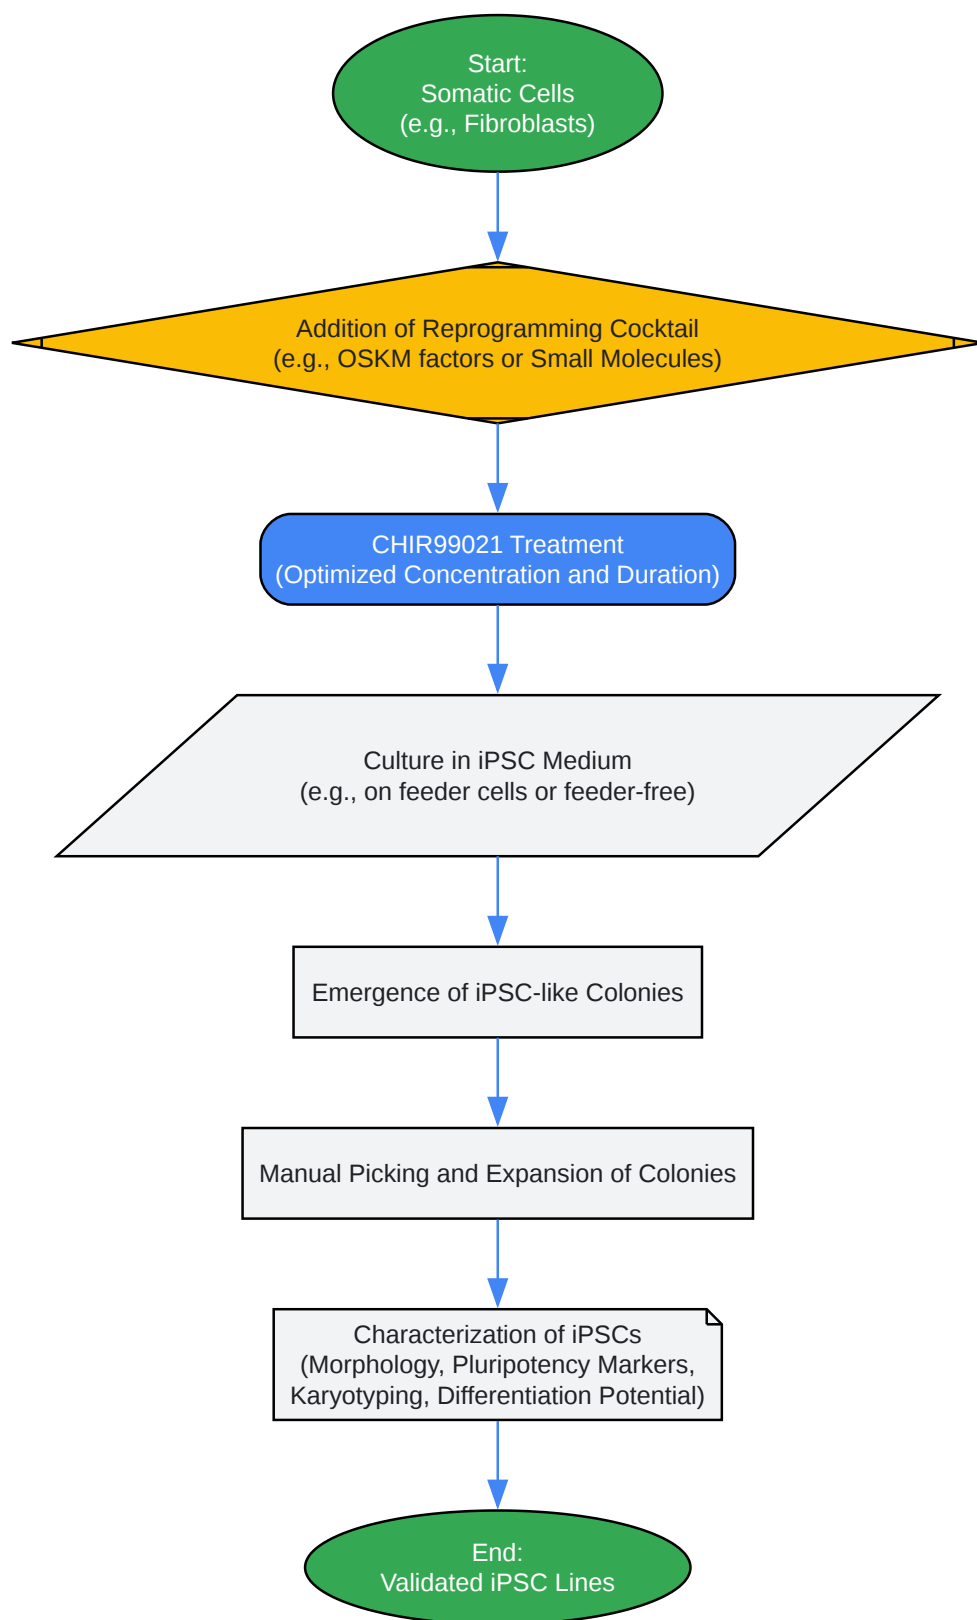 Start:
Somatic Cells
(e.g., Fibroblasts)
Addition of Reprogramming Cocktail
(e.g., OSKM factors or Small Molecules)
CHIR99021 Treatment
(Optimized Concentration and Duration)
Culture in iPSC Medium
(e.g., on feeder cells or feeder-free)
Emergence of iPSC-like Colonies
Manual Picking and Expansion of Colonies
Characterization of iPSCs
(Morphology, Pluripotency Markers,
Karyotyping, Differentiation Potential)
End:
Validated iPSC Lines